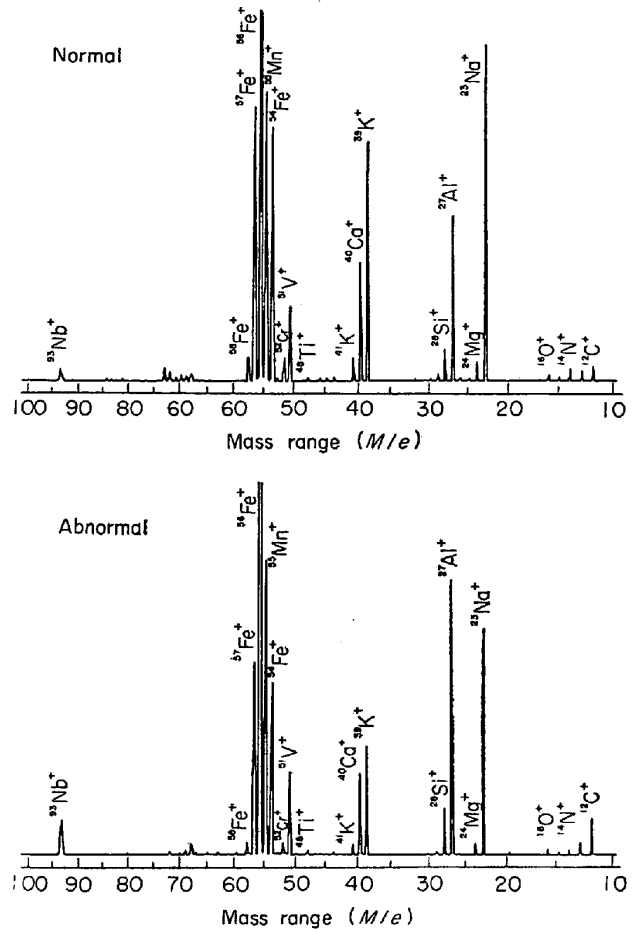 Normal
⁹³Nb⁺
⁵⁸Fe⁺
⁵⁷Fe⁺
⁵⁶Fe⁺
⁵⁵Mn⁺
⁵⁴Fe⁺
⁵²Cr⁺
⁵¹V⁺
⁴⁸Ti⁺
⁴¹K⁺
⁴⁰Ca⁺
³⁹K⁺
²⁸Si⁺
²⁷Al⁺
²⁴Mg⁺
²³Na⁺
¹⁶O⁺
¹⁴N⁺
¹²C⁺
100 90 80 70 60 50 40 30 20 10
Mass range (M/e)
Abnormal
⁹³Nb⁺
⁵⁸Fe⁺
⁵⁷Fe⁺
⁵⁶Fe⁺
⁵⁵Mn⁺
⁵⁴Fe⁺
⁵²Cr⁺
⁵¹V⁺
⁴⁸Ti⁺
⁴¹K⁺
⁴⁰Ca⁺
³⁹K⁺
²⁸Si⁺
²⁷Al⁺
²⁴Mg⁺
²³Na⁺
¹⁶O⁺
¹⁴N⁺
¹²C⁺
100 90 80 70 60 50 40 30 20 10
Mass range (M/e)